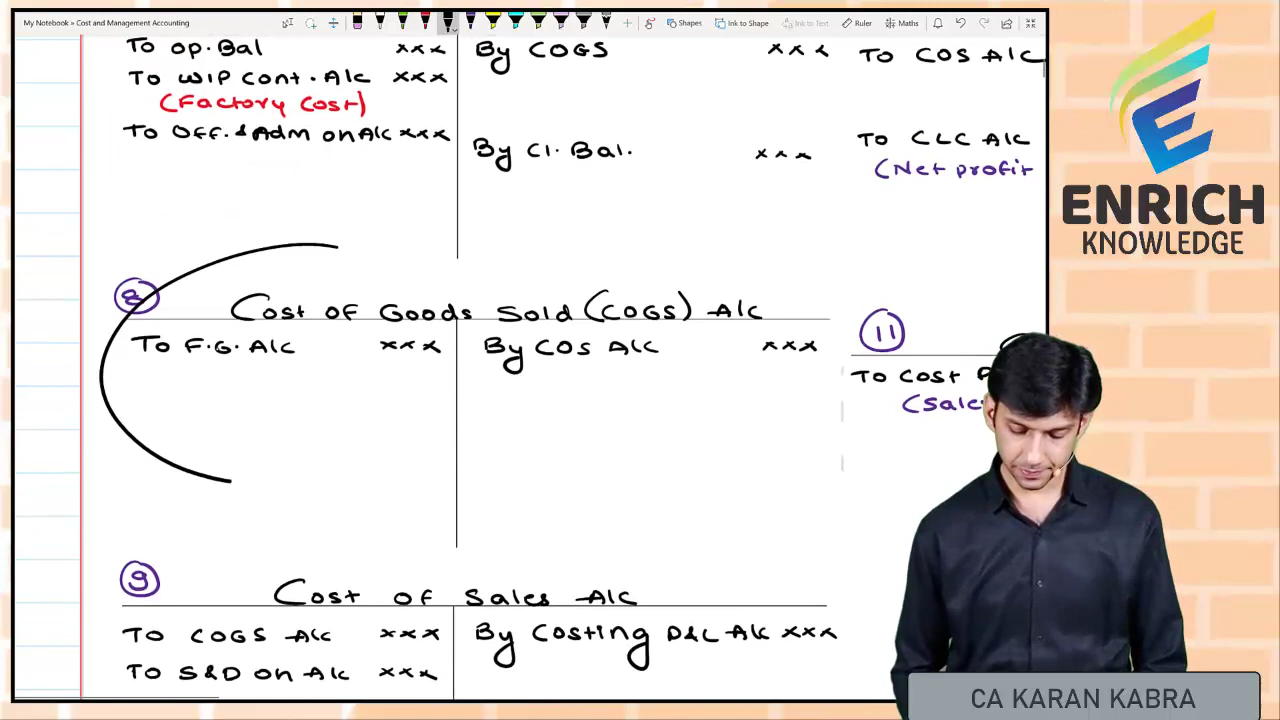 My Notebook » Cost and Management Accounting
Shapes
Ink to Shape
Ink to Text
Ruler
Maths
To Op. Bal xxx
By COGS xxx
To COS A/c
To WIP Cont. A/c xxx
(Factory Cost)
To Off. & Adm OH A/c xxx
By Cl. Bal. xxx
To CLC A/c
(Net profit
8
Cost of Goods Sold (COGS) A/c
To F.G. A/c xxx
By COS A/c xxx
11
To Cost
(Sale
9
Cost of Sales A/c
To COGS A/c xxx
By Costing P&L A/c xxx
To S&D OH A/c xxx
E
ENRICH
KNOWLEDGE
CA KARAN KABRA